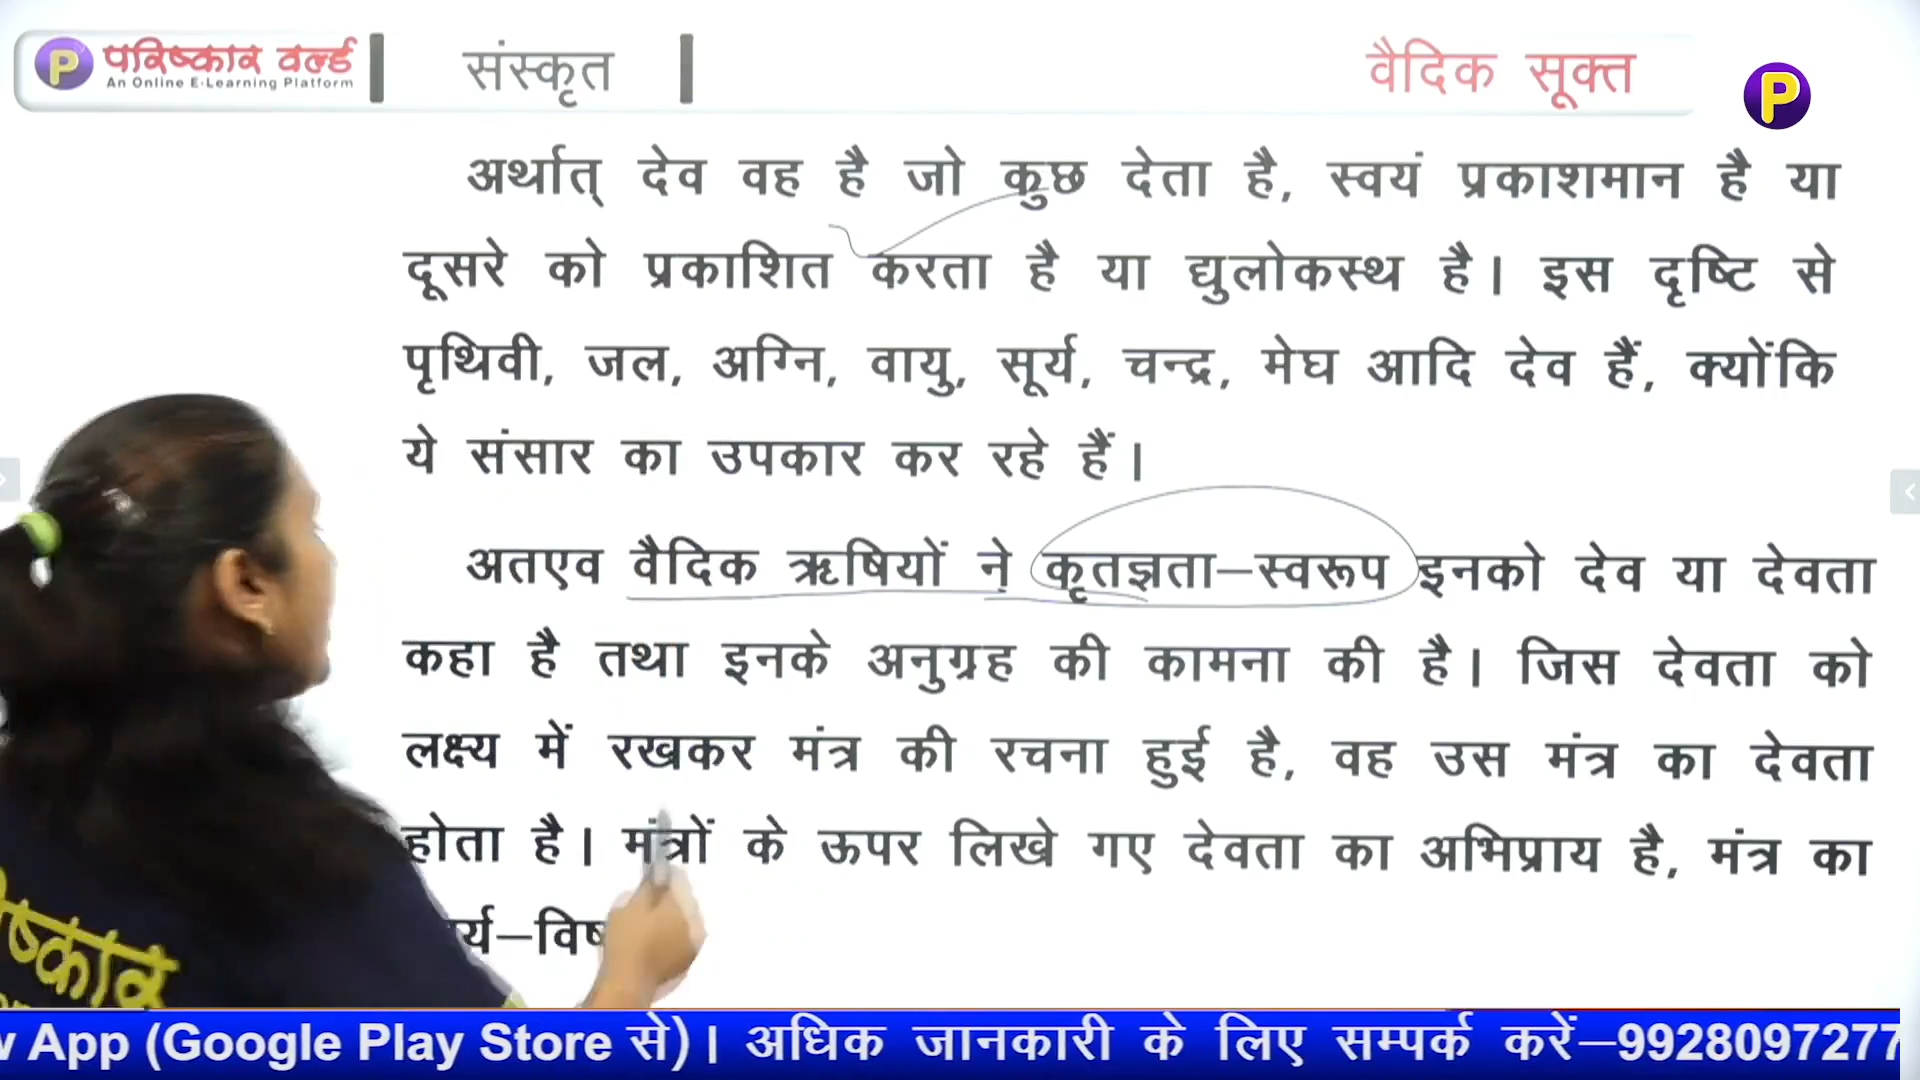 परिष्कार वर्ल्ड
An Online E-Learning Platform
संस्कृत
वैदिक सूक्त
अर्थात् देव वह है जो कुछ देता है, स्वयं प्रकाशमान है या
दूसरे को प्रकाशित करता है या द्युलोकस्थ है। इस दृष्टि से
पृथिवी, जल, अग्नि, वायु, सूर्य, चन्द्र, मेघ आदि देव हैं, क्योंकि
ये संसार का उपकार कर रहे हैं।
अतएव वैदिक ऋषियों ने कृतज्ञता–स्वरूप इनको देव या देवता
कहा है तथा इनके अनुग्रह की कामना की है। जिस देवता को
लक्ष्य में रखकर मंत्र की रचना हुई है, वह उस मंत्र का देवता
होता है। मंत्रों के ऊपर लिखे गए देवता का अभिप्राय है, मंत्र का
App (Google Play Store से)। अधिक जानकारी के लिए सम्पर्क करें–9928097277